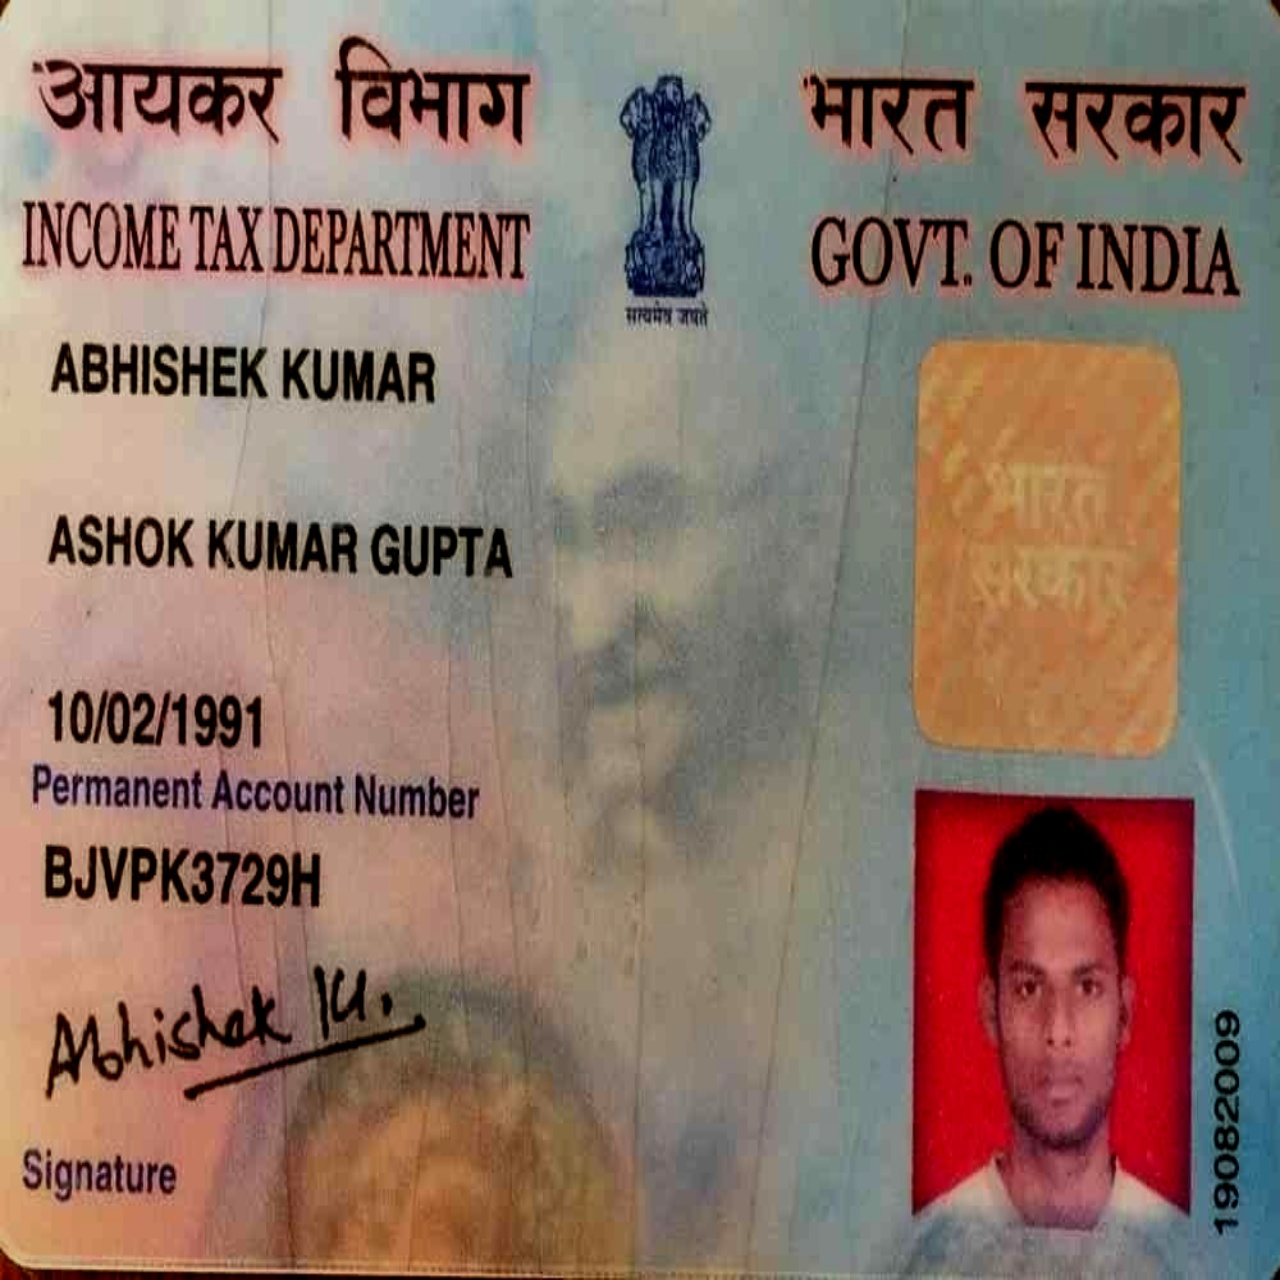 आयकर विभाग
INCOME TAX DEPARTMENT
भारत सरकार
GOVT. OF INDIA
सत्यमेव जयते
ABHISHEK KUMAR
ASHOK KUMAR GUPTA
भारत
सरकार
10/02/1991
Permanent Account Number
BJVPK3729H
Abhishek Ku.
Signature
19082009